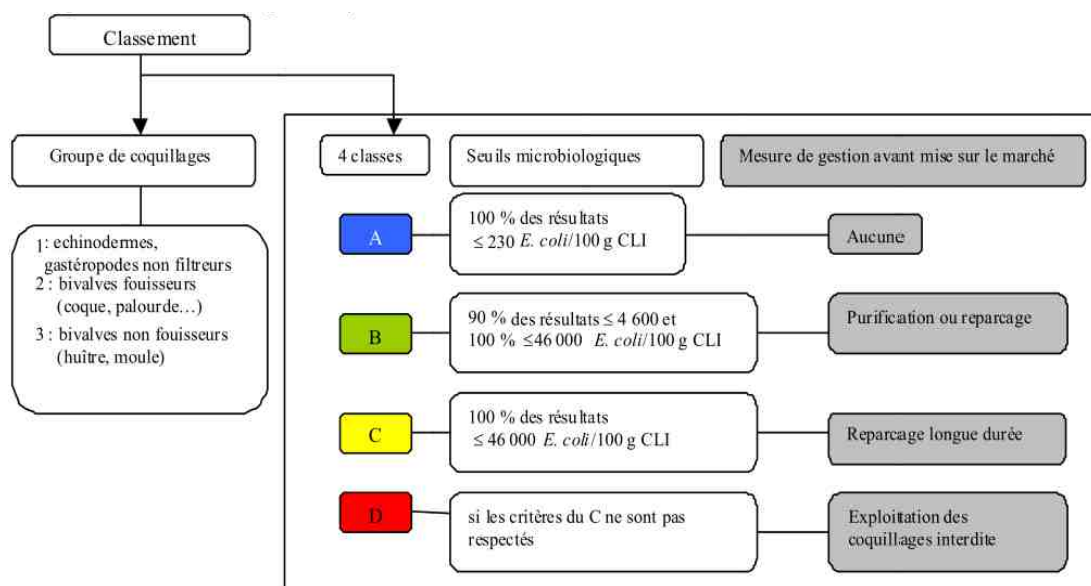 Classement
Groupe de coquillages
1: echinodermes,
gastéropodes non filtreurs
2 : bivalves fouisseurs
(coque, palourde…)
3 : bivalves non fouisseurs
(huître, moule)
4 classes
Seuils microbiologiques
Mesure de gestion avant mise sur le marché
A
100 % des résultats
≤ 230 E. coli/100 g CLI
Aucune
B
90 % des résultats ≤ 4 600 et
100 % ≤46 000 E. coli/100 g CLI
Purification ou reparcage
C
100 % des résultats
≤ 46 000 E. coli/100 g CLI
Reparcage longue durée
D
si les critères du C ne sont pas
respectés
Exploitation des
coquillages interdite